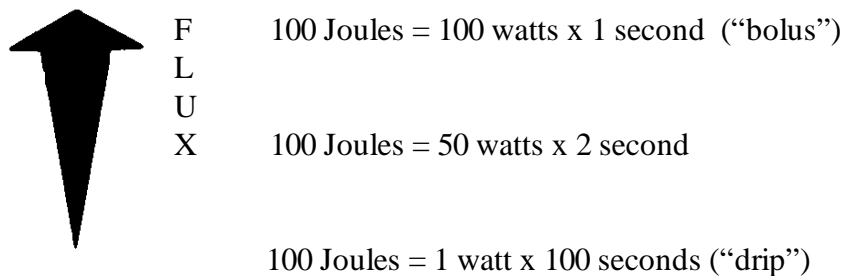 F 100 Joules = 100 watts x 1 second (“bolus”)
L
U
X 100 Joules = 50 watts x 2 second
100 Joules = 1 watt x 100 seconds (“drip”)